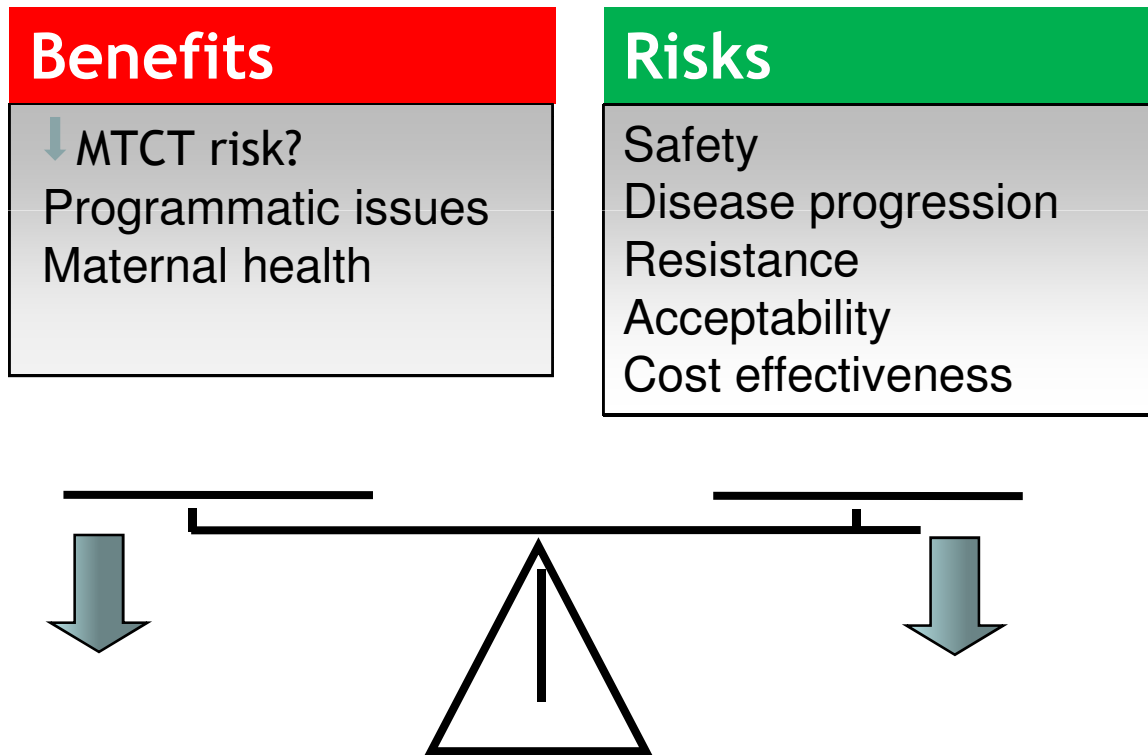 Benefits
↓ MTCT risk?
Programmatic issues
Maternal health
Risks
Safety
Disease progression
Resistance
Acceptability
Cost effectiveness